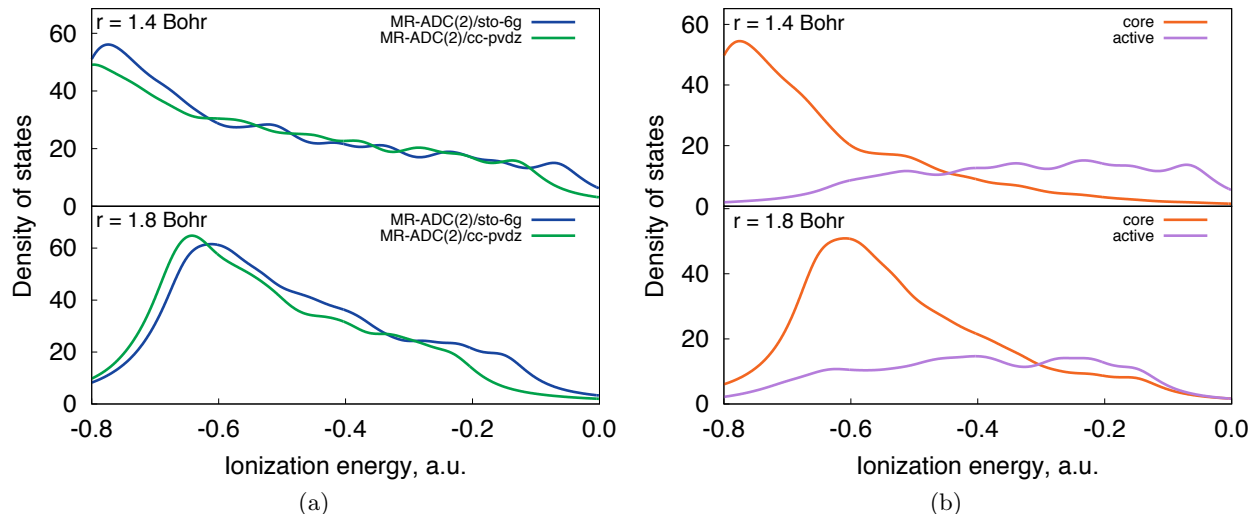 r = 1.4 Bohr
MR-ADC(2)/sto-6g
MR-ADC(2)/cc-pvdz
60
40
20
0
r = 1.8 Bohr
MR-ADC(2)/sto-6g
MR-ADC(2)/cc-pvdz
60
40
20
0
Density of states
-0.8 -0.6 -0.4 -0.2 0.0
Ionization energy, a.u.
(a)
r = 1.4 Bohr
core
active
60
40
20
0
r = 1.8 Bohr
core
active
40
20
0
Density of states
-0.8 -0.6 -0.4 -0.2 0.0
Ionization energy, a.u.
(b)